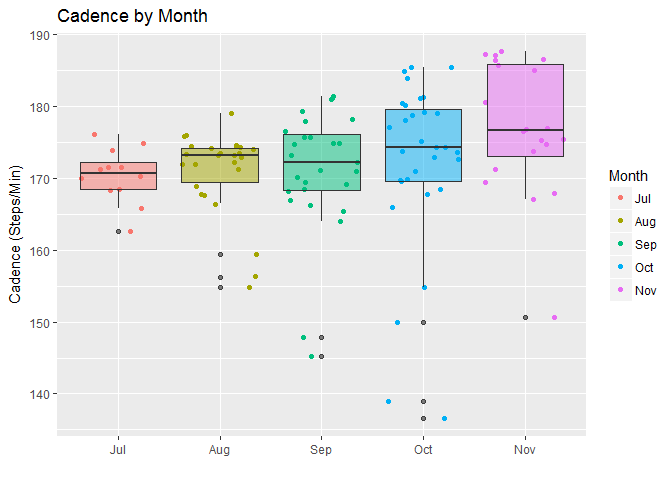 Cadence by Month
Cadence (Steps/Min)
190
180
170
160
150
140
Jul
Aug
Sep
Oct
Nov
Month
Jul
Aug
Sep
Oct
Nov